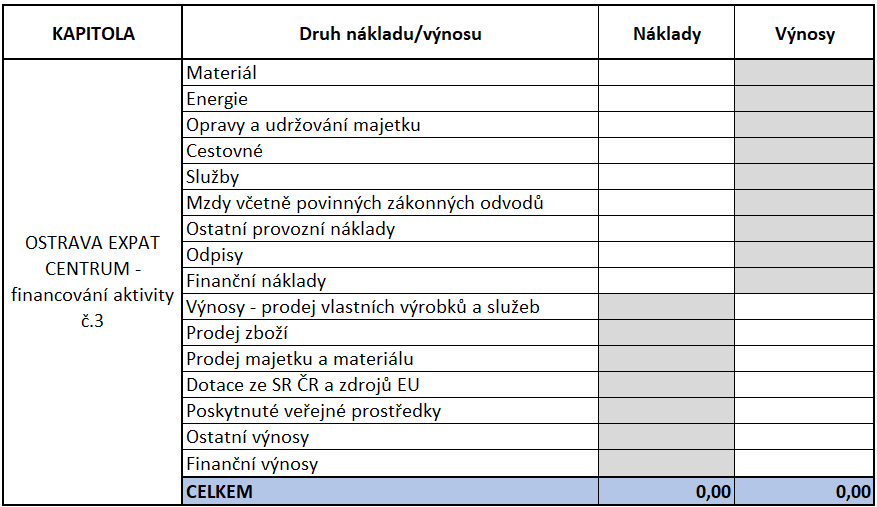 KAPITOLA Druh nákladu/výnosu Náklady Výnosy
Materiál
Energie
Opravy a udržování majetku
Cestovné
Služby
Mzdy včetně povinných zákonných odvodů
Ostatní provozní náklady
Odpisy
Finanční náklady
Výnosy - prodej vlastních výrobků a služeb
Prodej zboží
Prodej majetku a materiálu
Dotace ze SR ČR a zdrojů EU
Poskytnuté veřejné prostředky
Ostatní výnosy
Finanční výnosy
OSTRAVA EXPAT
CENTRUM -
financování aktivity
č.3
CELKEM 0,00 0,00